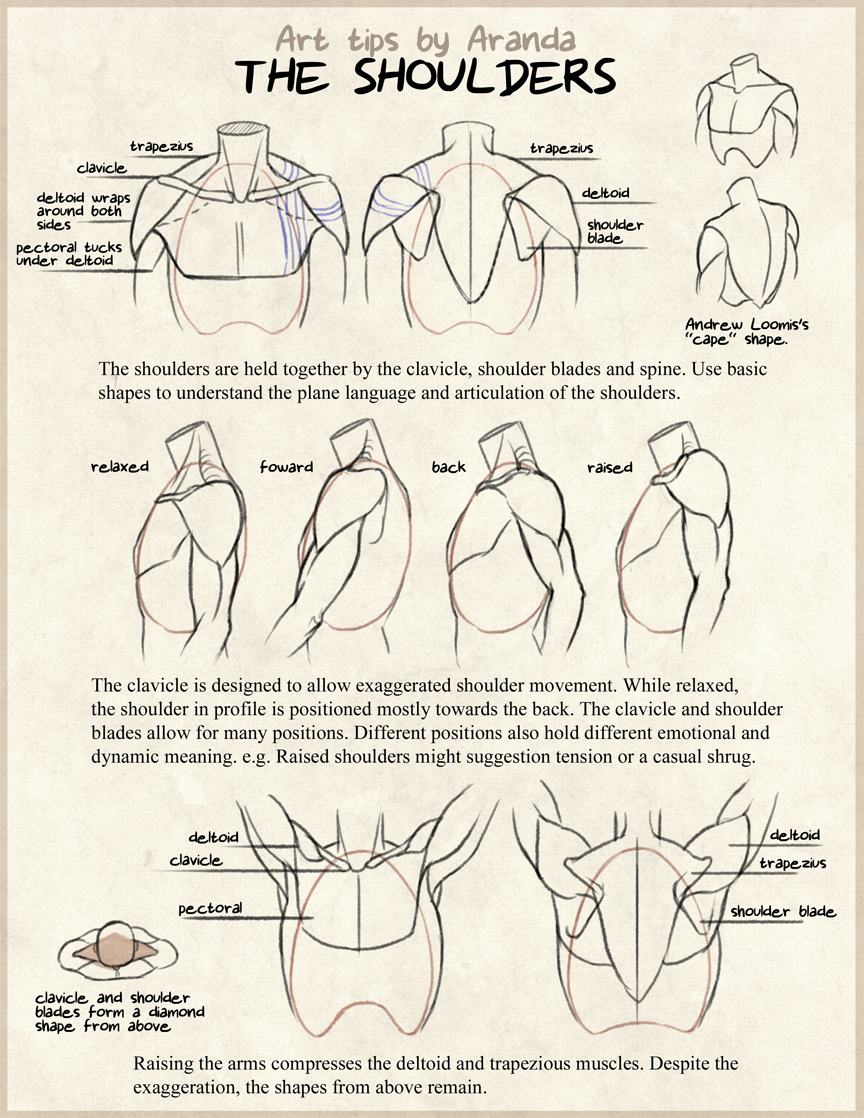 Art tips by Aranda
THE SHOULDERS
trapezius
clavicle
deltoid wraps
around both
sides
pectoral tucks
under deltoid
trapezius
deltoid
shoulder
blade
Andrew Loomis's
"cape" shape.
The shoulders are held together by the clavicle, shoulder blades and spine. Use basic
shapes to understand the plane language and articulation of the shoulders.
relaxed
foward
back
raised
The clavicle is designed to allow exaggerated shoulder movement. While relaxed,
the shoulder in profile is positioned mostly towards the back. The clavicle and shoulder
blades allow for many positions. Different positions also hold different emotional and
dynamic meaning. e.g. Raised shoulders might suggestion tension or a casual shrug.
deltoid
clavicle
pectoral
deltoid
trapezius
shoulder blade
clavicle and shoulder
blades form a diamond
shape from above
Raising the arms compresses the deltoid and trapezious muscles. Despite the
exaggeration, the shapes from above remain.